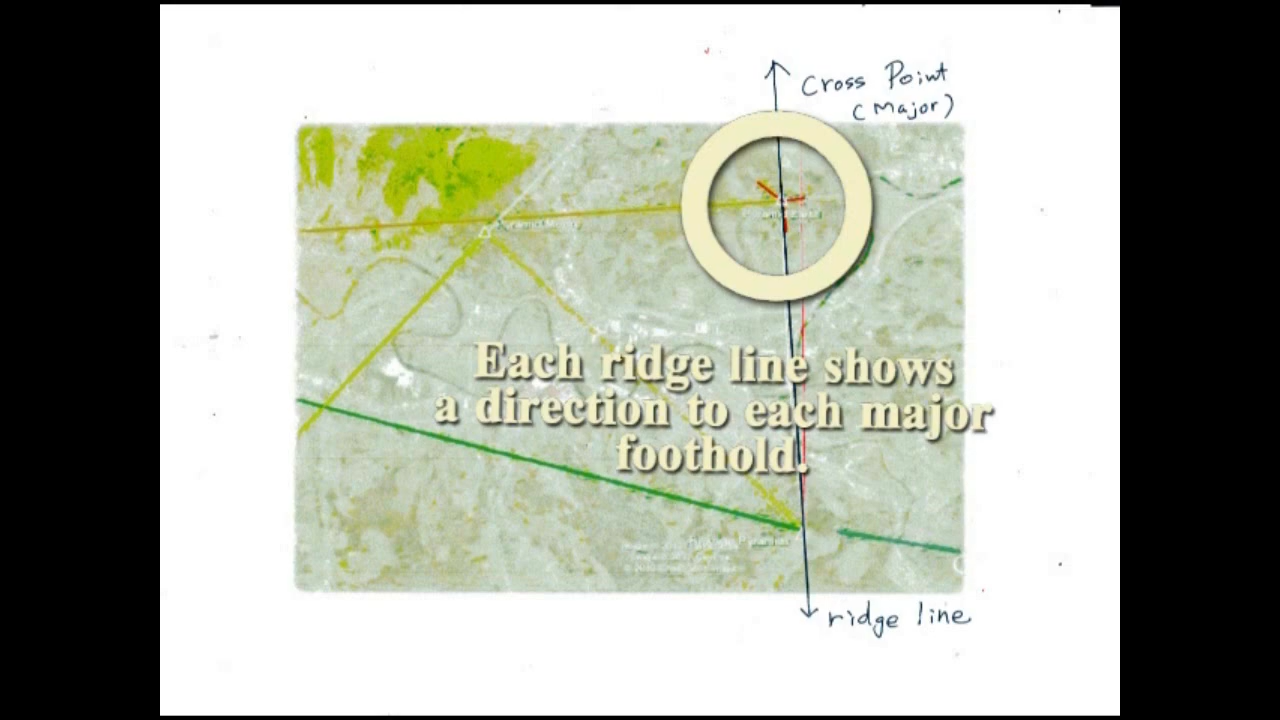 Cross Point
(Major)
Each ridge line shows
a direction to each major
foothold.
ridge line